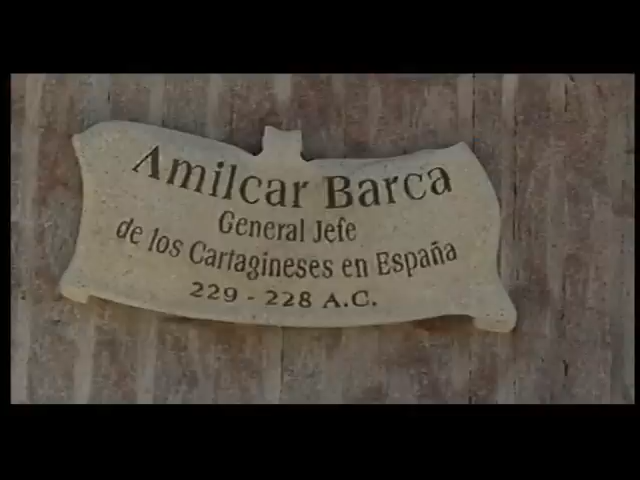 Amilcar Barca
General Jefe
de los Cartagineses en España
229 - 228 A.C.